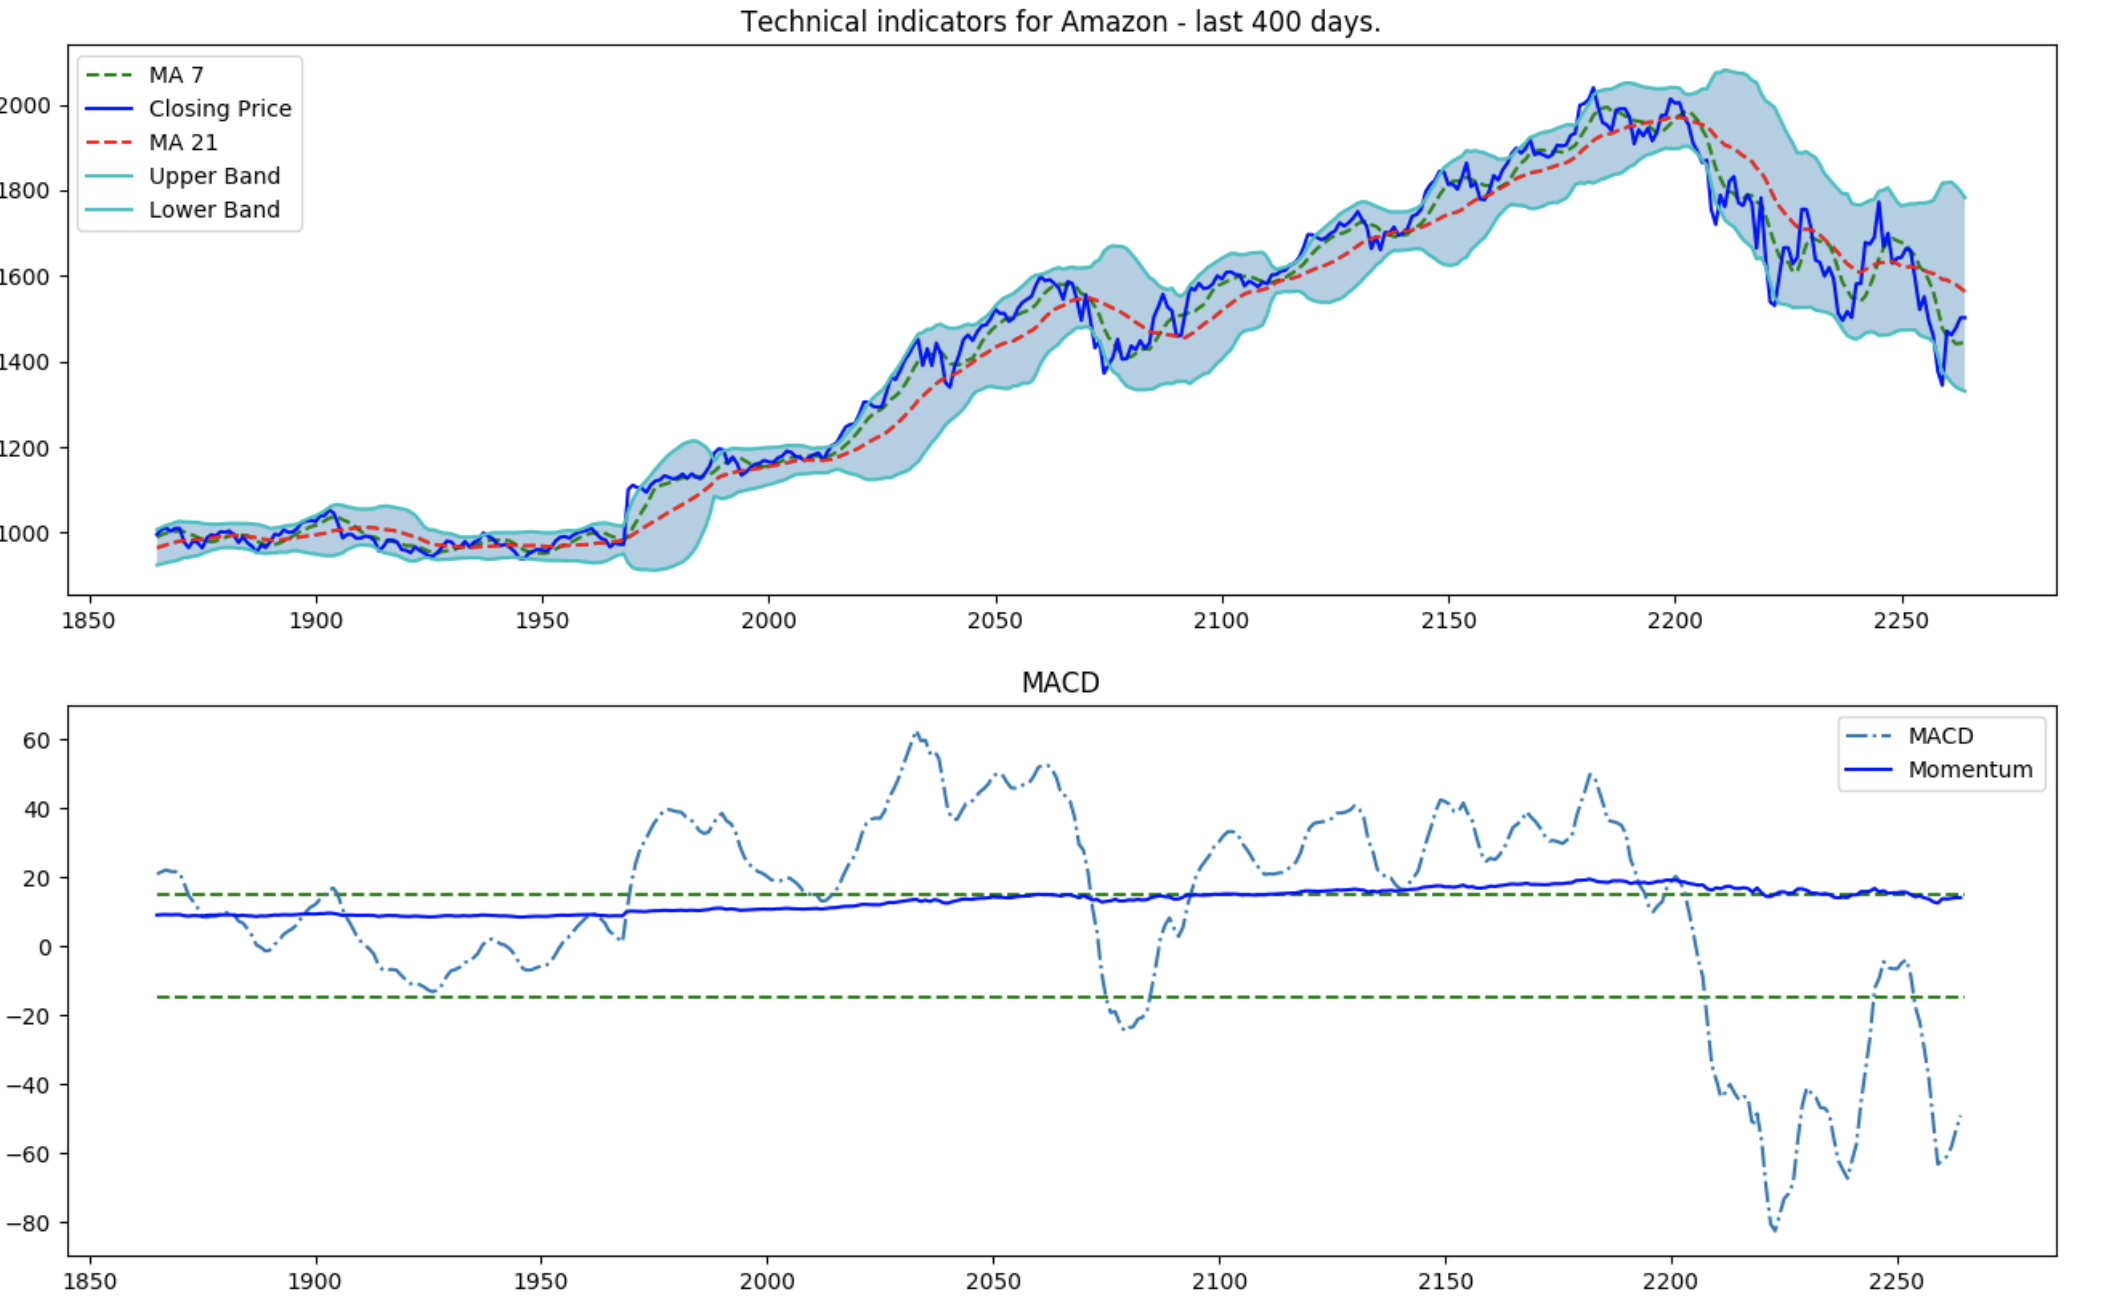 Technical indicators for Amazon - last 400 days.
MA 7
Closing Price
MA 21
Upper Band
Lower Band
2000
1800
1600
1400
1200
1000
1850 1900 1950 2000 2050 2100 2150 2200 2250
MACD
MACD
Momentum
60
40
20
0
−20
−40
−60
−80
1850 1900 1950 2000 2050 2100 2150 2200 2250